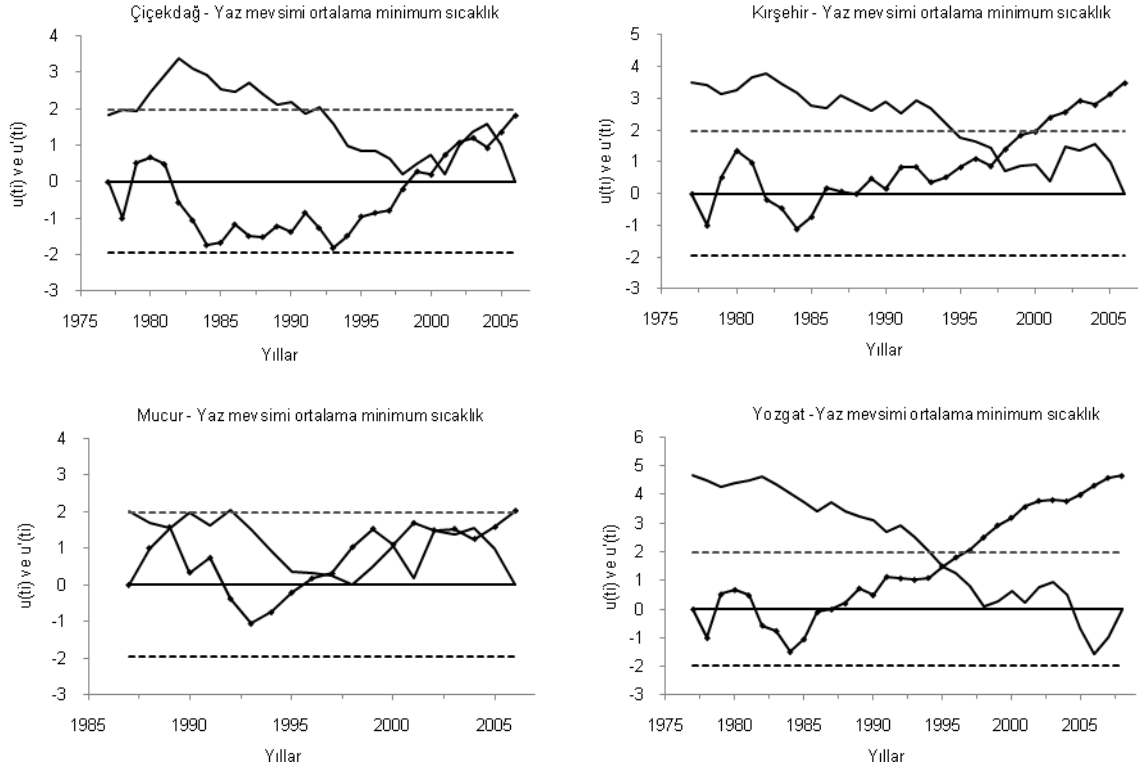 Çiçekdağ - Yaz mevsimi ortalama minimum sıcaklık
u(ti) ve u'(ti)
4
3
2
1
0
-1
-2
-3
1975 1980 1985 1990 1995 2000 2005
Yıllar
Kırşehir - Yaz mevsimi ortalama minimum sıcaklık
u(ti) ve u'(ti)
5
4
3
2
1
0
-1
-2
-3
1975 1980 1985 1990 1995 2000 2005
Yıllar
Mucur - Yaz mevsimi ortalama minimum sıcaklık
u(ti) ve u'(ti)
4
3
2
1
0
-1
-2
-3
1985 1990 1995 2000 2005
Yıllar
Yozgat -Yaz mevsimi ortalama minimum sıcaklık
u(ti) ve u'(ti)
6
5
4
3
2
1
0
-1
-2
-3
1975 1980 1985 1990 1995 2000 2005
Yıllar